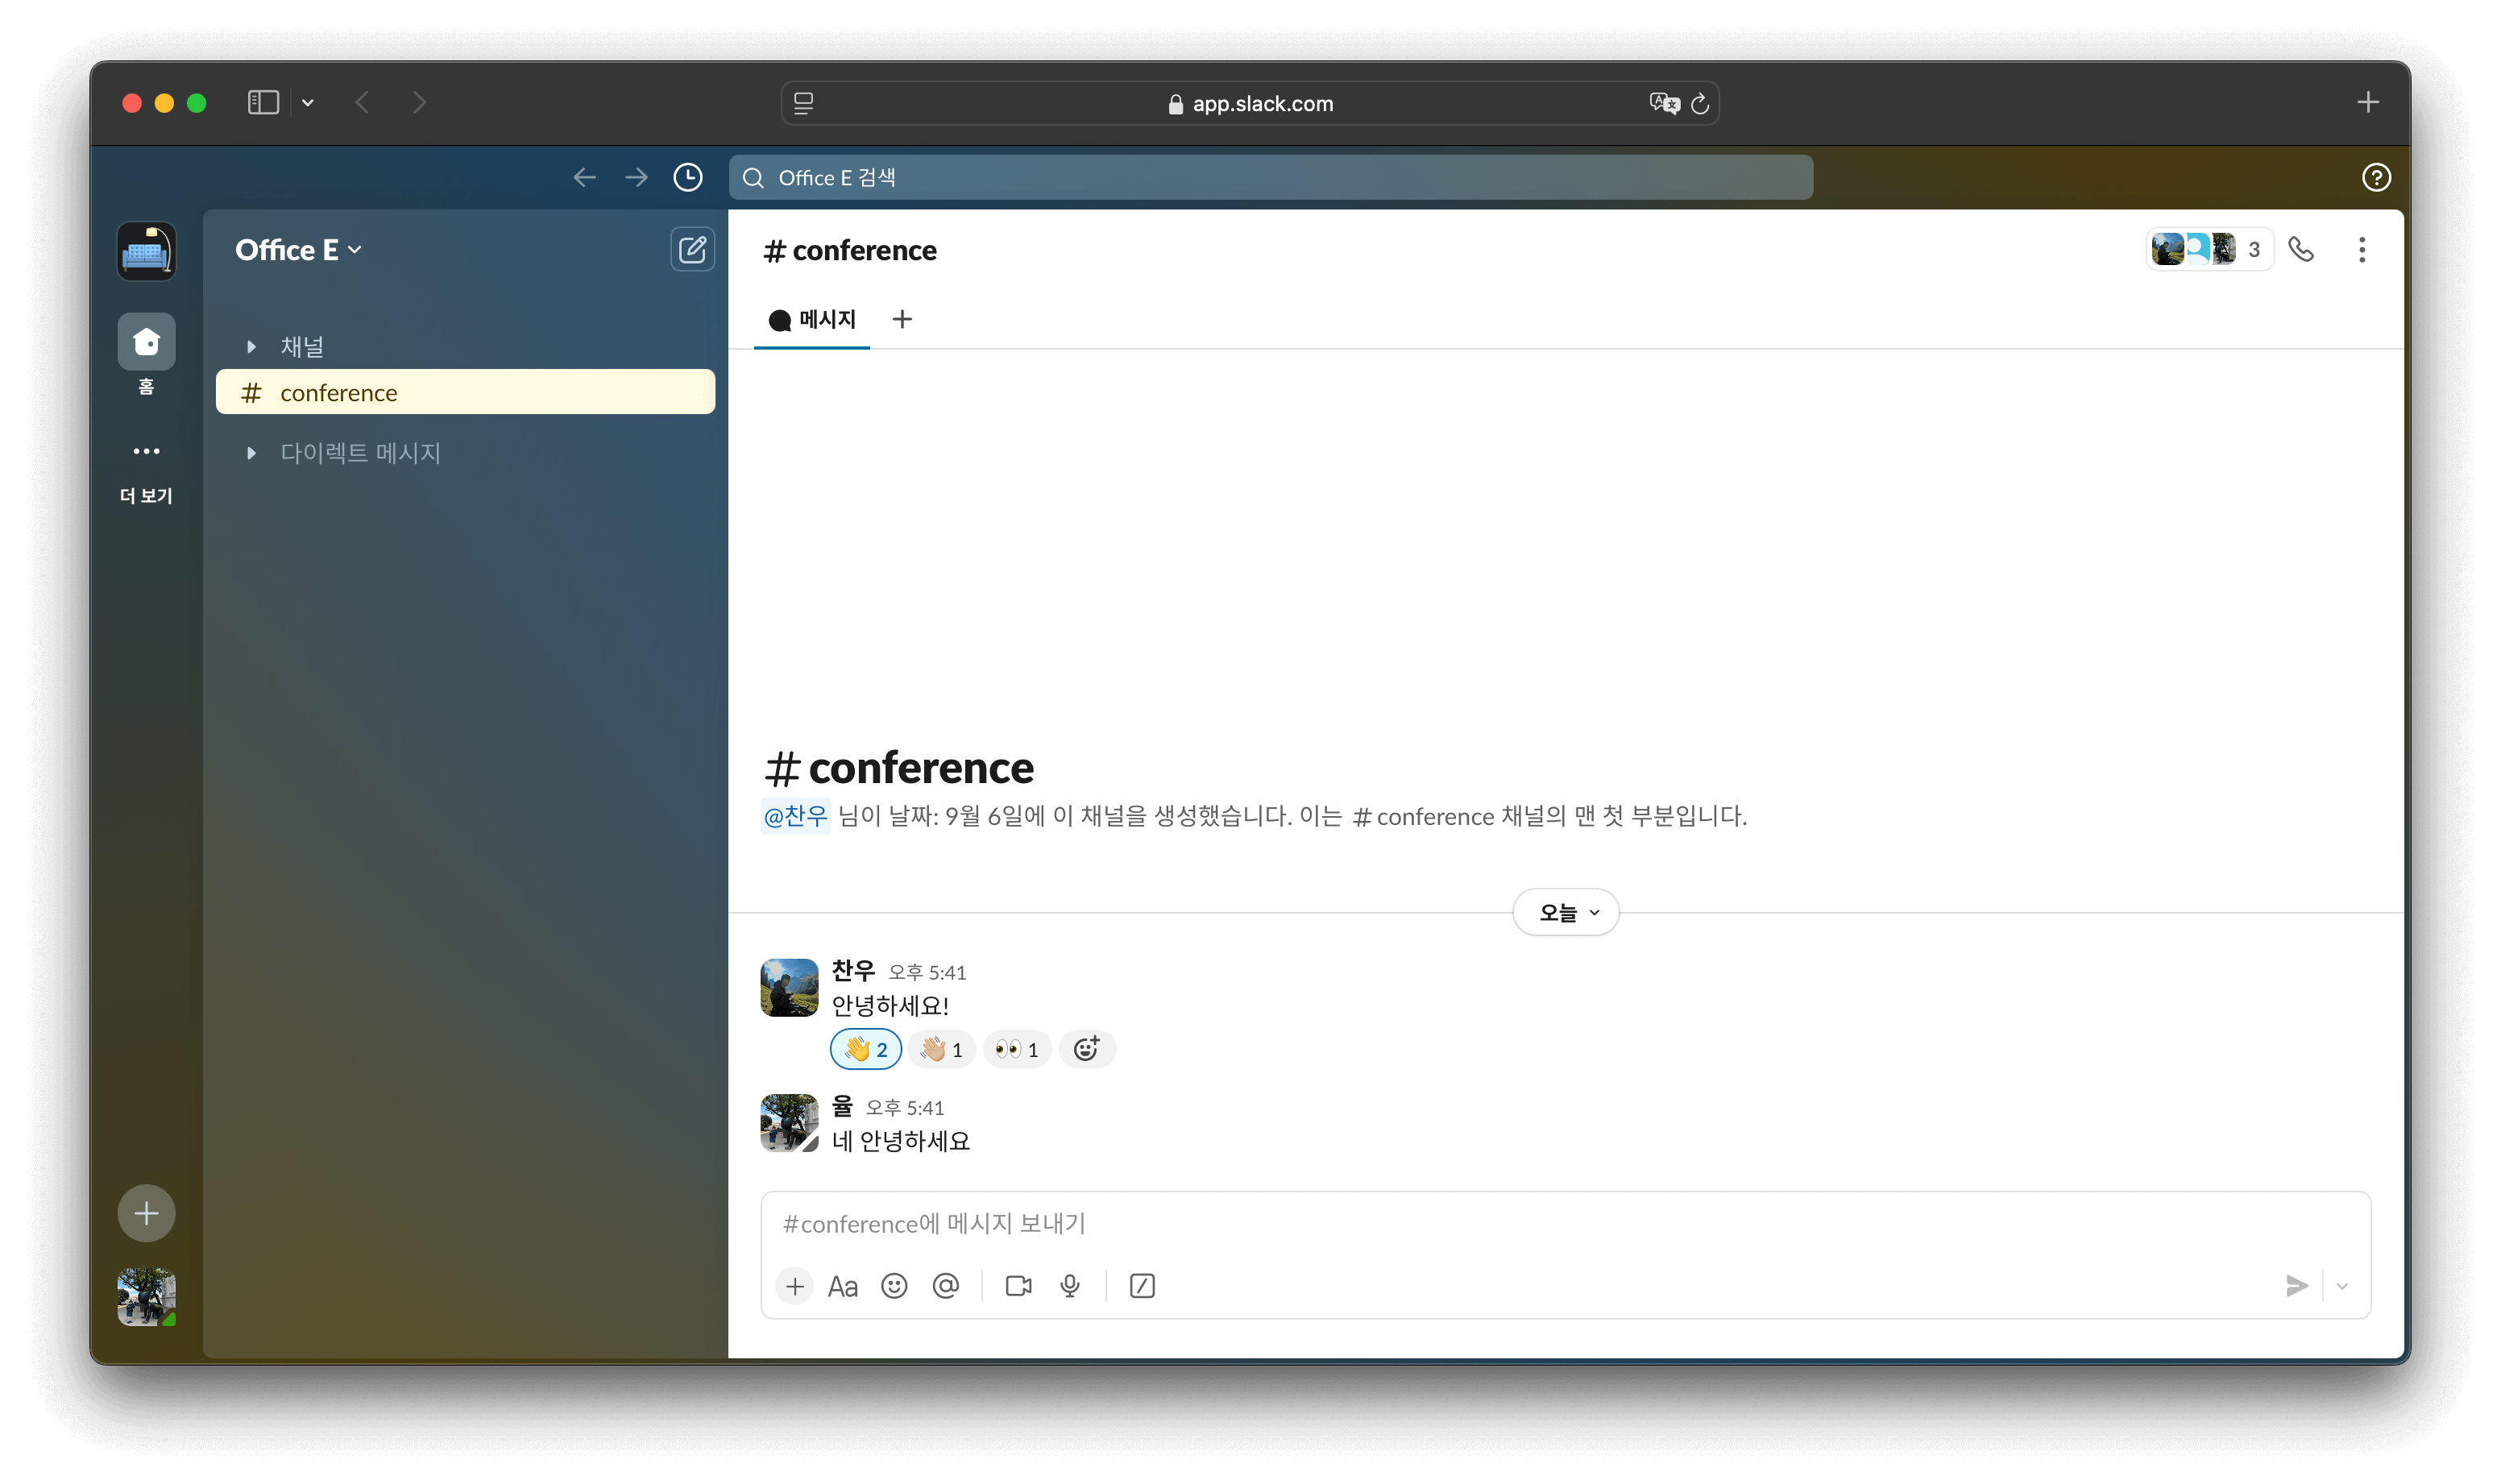 app.slack.com
Office E 검색
Office E
홈
더 보기
채널
# conference
다이렉트 메시지
# conference
3
메시지
# conference
@찬우 님이 날짜: 9월 6일에 이 채널을 생성했습니다. 이는 # conference 채널의 맨 첫 부분입니다.
오늘
찬우 오후 5:41
안녕하세요!
2 1 1
율 오후 5:41
네 안녕하세요
#conference에 메시지 보내기
Aa